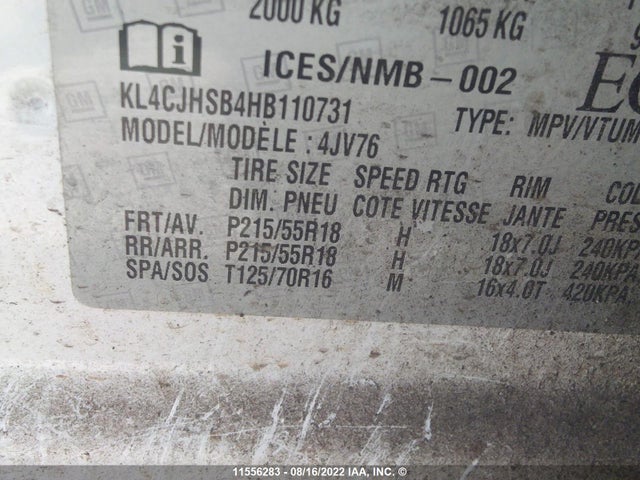 2000 KG 1065 KG
GM
ICES/NMB-002
KL4CJHSB4HB110731 TYPE: MPV/VTUM
MODEL/MODÈLE : 4JV76
TIRE SIZE SPEED RTG RIM
DIM. PNEU COTE VITESSE JANTE
FRT/AV. P215/55R18 H 18x7.0J 240KPA
RR/ARR. P215/55R18 H 18x7.0J 240KPA
SPA/SOS T125/70R16 M 16x4.0T 420KPA
11556283 - 08/16/2022 IAA, INC. ©